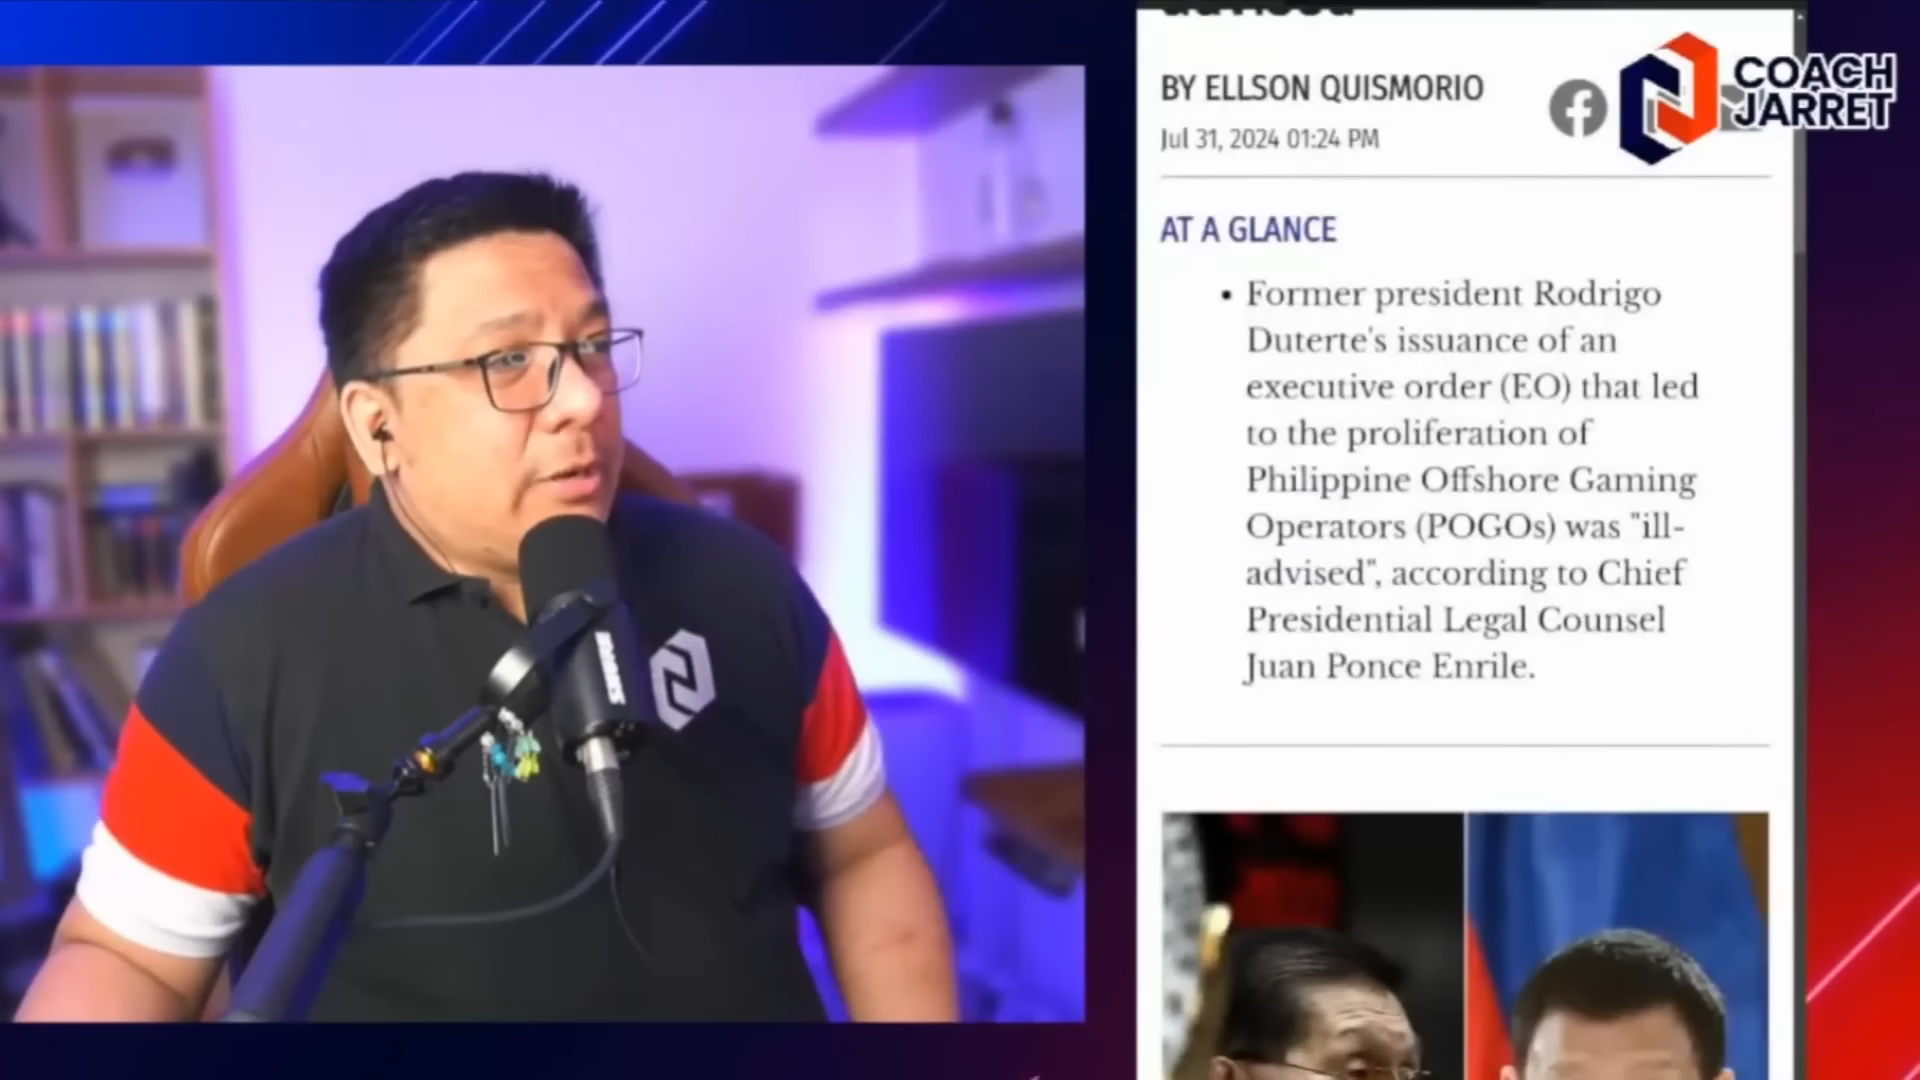 BY ELLSON QUISMORIO
Jul 31, 2024 01:24 PM
COACH
JARRET
AT A GLANCE
• Former president Rodrigo
Duterte's issuance of an
executive order (EO) that led
to the proliferation of
Philippine Offshore Gaming
Operators (POGOs) was "ill-
advised", according to Chief
Presidential Legal Counsel
Juan Ponce Enrile.